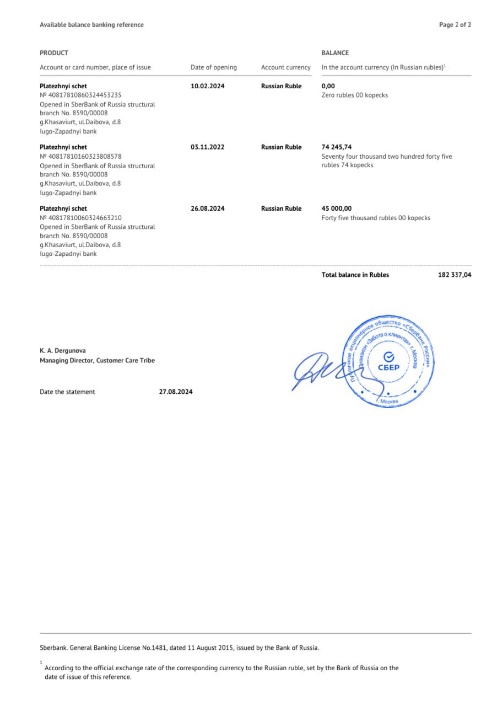 Available balance banking reference
Page 2 of 2
PRODUCT
BALANCE
Account or card number, place of issue
Date of opening
Account currency
In the account currency (In Russian rubles)1
Platezhnyi schet
10.02.2024
Russian Ruble
0,00
№ 40817810860324453235
Zero rubles 00 kopecks
Opened in SberBank of Russia structural
branch No. 8590/00008
g.Khasaviurt, ul.Daibova, d.8
Iugo-Zapadnyi bank
Platezhnyi schet
03.11.2022
Russian Ruble
74 245,74
№ 40817810160323808578
Seventy four thousand two hundred forty five
Opened in SberBank of Russia structural
rubles 74 kopecks
branch No. 8590/00008
g.Khasaviurt, ul.Daibova, d.8
Iugo-Zapadnyi bank
Platezhnyi schet
26.08.2024
Russian Ruble
45 000,00
№ 40817810060324663210
Forty five thousand rubles 00 kopecks
Opened in SberBank of Russia structural
branch No. 8590/00008
g.Khasaviurt, ul.Daibova, d.8
Iugo-Zapadnyi bank
Total balance in Rubles
182 337,04
K. A. Dergunova
Managing Director, Customer Care Tribe
Date the statement
27.08.2024
Публичное акционерное общество «Сбербанк России»
«Забота о клиентах» г. Москва
СБЕР
г. Москва
Sberbank. General Banking License No.1481, dated 11 August 2015, issued by the Bank of Russia.
1 According to the official exchange rate of the corresponding currency to the Russian ruble, set by the Bank of Russia on the
date of issue of this reference.